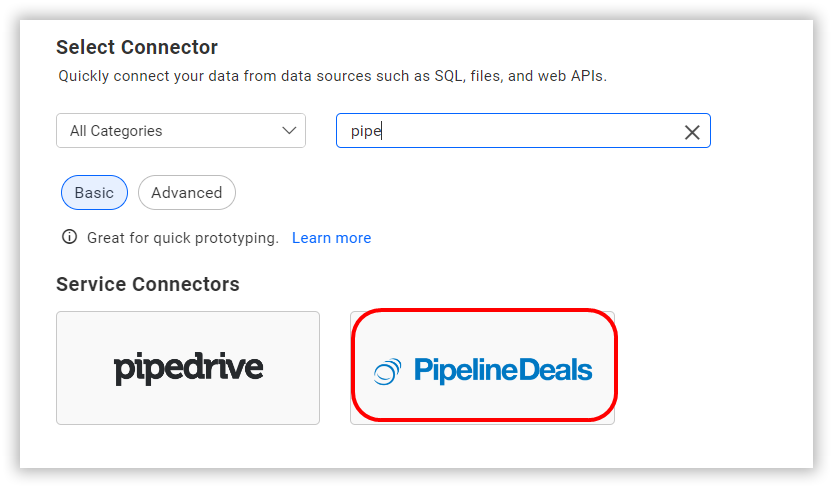 Select Connector
Quickly connect your data from data sources such as SQL, files, and web APIs.
All Categories
pipe
Basic
Advanced
Great for quick prototyping. Learn more
Service Connectors
pipedrive
PipelineDeals